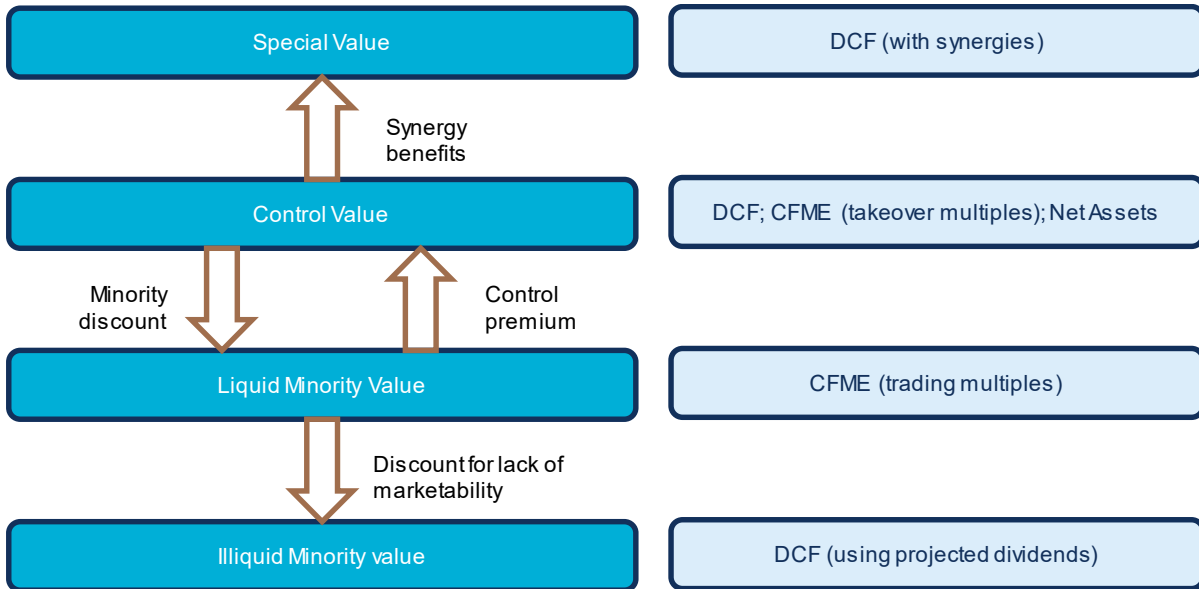 Special Value
DCF (with synergies)
Synergy
benefits
Control Value
DCF; CFME (takeover multiples); Net Assets
Minority
discount
Control
premium
Liquid Minority Value
CFME (trading multiples)
Discount for lack of
marketability
Illiquid Minority value
DCF (using projected dividends)